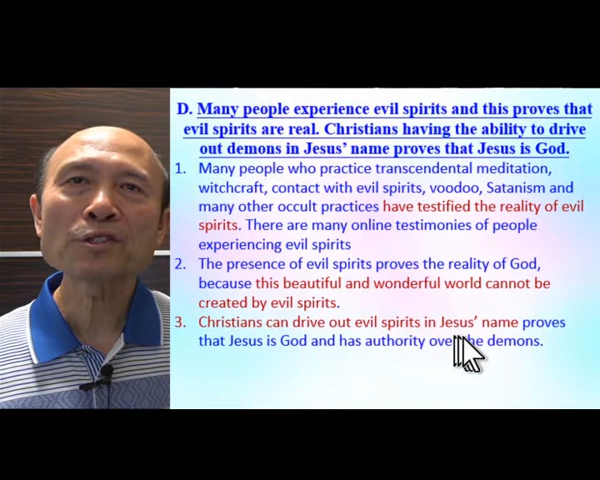 D. Many people experience evil spirits and this proves that
evil spirits are real. Christians having the ability to drive
out demons in Jesus’ name proves that Jesus is God.
1. Many people who practice transcendental meditation,
witchcraft, contact with evil spirits, voodoo, Satanism and
many other occult practices have testified the reality of evil
spirits. There are many online testimonies of people
experiencing evil spirits
2. The presence of evil spirits proves the reality of God,
because this beautiful and wonderful world cannot be
created by evil spirits.
3. Christians can drive out evil spirits in Jesus’ name proves
that Jesus is God and has authority over the demons.